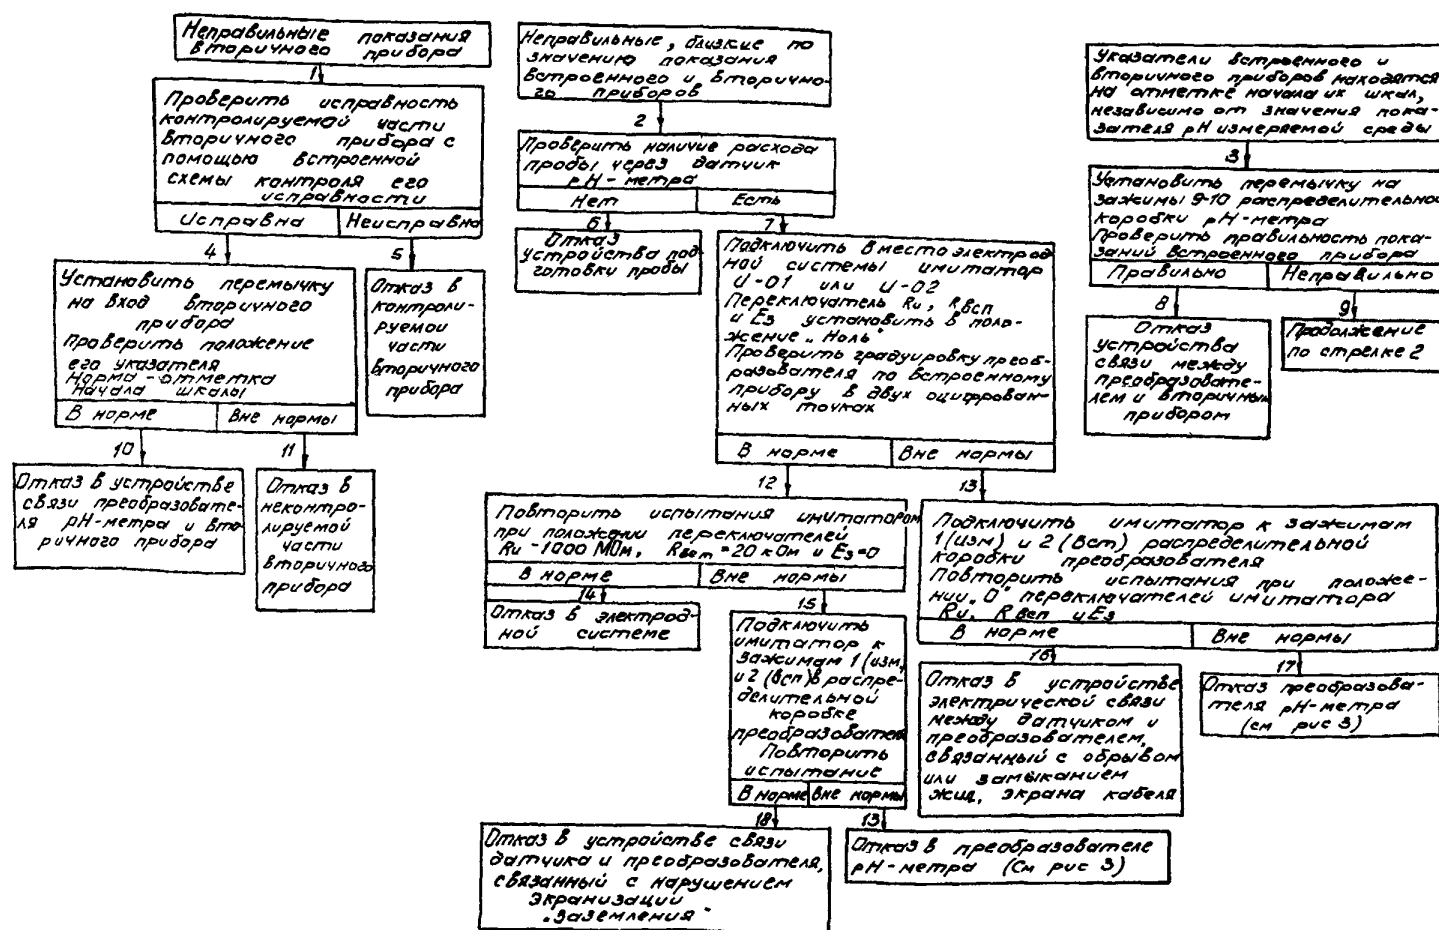 Неправильные показания
вторичного прибора
1
Проверить исправность
контролируемой части
вторичного прибора с
помощью встроенной
схемы контроля его
исправности
Исправна
Неисправна
4
5
Установить перемычку
на вход вторичного
прибора
Проверить положение
его указателя
Норма - отметка
начала шкалы
В норме
Вне нормы
Отказ в
контроли-
руемой
части
вторичного
прибора
10
11
Отказ в устройстве
связи преобразовате-
ля pH-метра и вто-
ричного прибора
Отказ в
неконтро-
лируемой
части
вторичного
прибора
Неправильные, близкие по
значению показания
встроенного и вторично-
го приборов
2
Проверить наличие расхода
пробы через датчик
pH-метра
Нет
Есть
6
7
Отказ
устройства под-
готовки пробы
Подключить вместо электрод
ной системы имитатор
И-01 или И-02
Переключатель Rи, Rвсп
и Eз установить в поло-
жение „Ноль"
Проверить градуировку преоб-
разователя по встроенному
прибору в двух оцифрован-
ных точках
В норме
Вне нормы
12
13
Повторить испытания имитатором
при положении переключателей
Rи -1000 МОм, Rвсп =20 кОм и Eз=0
В норме
Вне нормы
14
15
Отказ в электрод-
ной системе
Подключить
имитатор к
зажимам 1 (изм,
и 2 (всп) в распре-
делительной
коробке
преобразователя
Повторить
испытание
В норме
Вне нормы
18
13
Отказ в устройстве связи
датчика и преобразователя,
связанный с нарушением
экранизации
„заземления"
Отказ в преобразователе
pH-метра (См рис 3)
Подключить имитатор к зажимам
1 (изм) и 2 (вст) распределительной
коробки преобразователя
Повторить испытания при положе-
нии „0" переключателей имитатора
Rи, Rвсп и Eз
В норме
Вне нормы
16
17
Отказ в устройстве
электрической связи
между датчиком и
преобразователем,
связанный с обрывом
или замыканием
жид, экрана кабеля
Отказ преобразова-
теля pH-метра
(см рис 3)
Указатели встроенного и
вторичного приборов находятся
на отметке начала их шкал,
независимо от значения пока-
зателя pH измеряемой среды
3
Установить перемычку на
зажимы 9-10 распределительной
коробки pH-метра
Проверить правильность пока-
заний встроенного прибора
Правильно
Неправильно
8
9
Отказ
устройства
связи между
преобразовате-
лем и вторичным
прибором
Продолжение
по стрелке 2